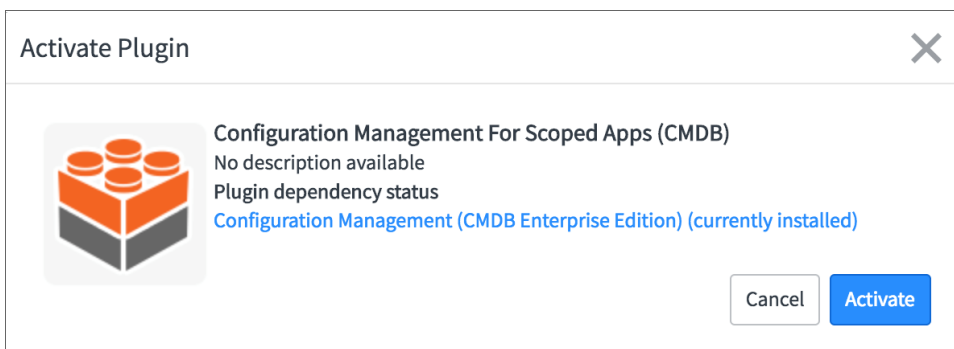 Activate Plugin
Configuration Management For Scoped Apps (CMDB)
No description available
Plugin dependency status
Configuration Management (CMDB Enterprise Edition) (currently installed)
Cancel
Activate